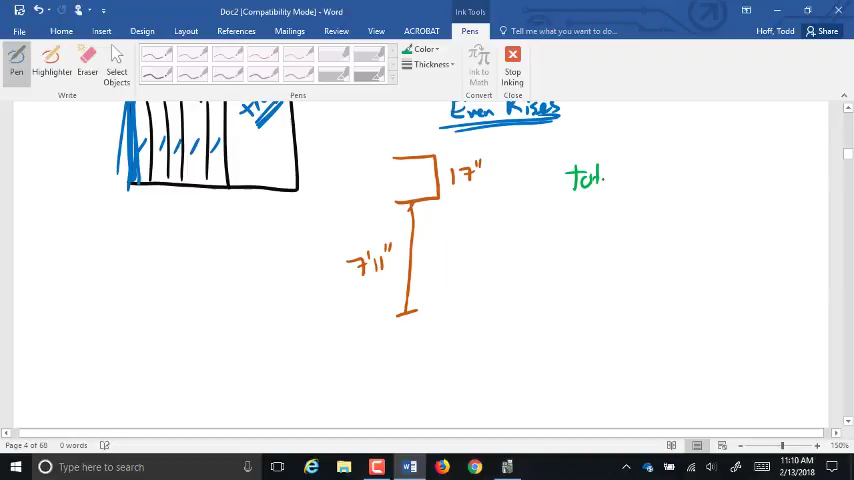 Doc2 [Compatibility Mode] - Word
Ink Tools
Hoff, Todd
File Home Insert Design Layout References Mailings Review View ACROBAT Pens Tell me what you want to do... Share
Pen Highlighter Eraser Select Objects
Color
Thickness
Ink to Math
Stop Inking
Write Pens Convert Close
Even Rises
17"
tot
7'11"
Page 4 of 68 0 words 150%
Type here to search
11:10 AM
2/13/2018